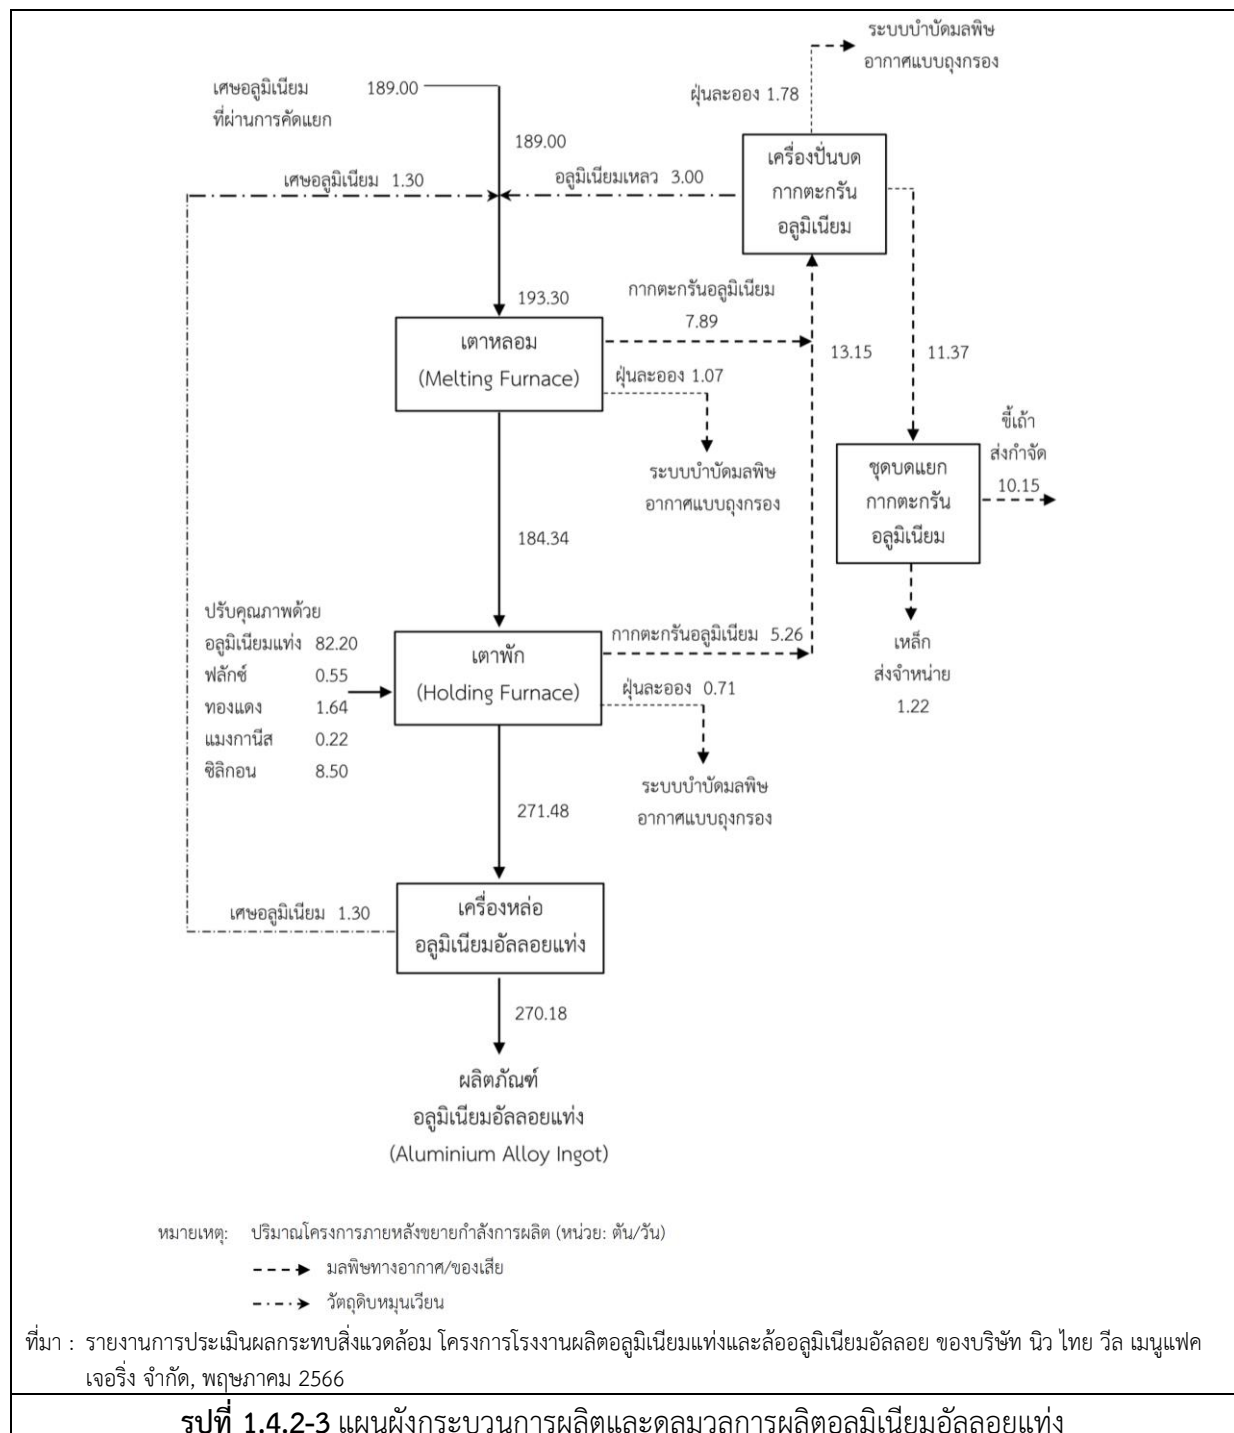 ระบบบำบัดมลพิษ
อากาศแบบถุงกรอง
เศษอลูมิเนียม 189.00
ที่ผ่านการคัดแยก
ฝุ่นละออง 1.78
189.00
เครื่องปั่นบด
กากตะกรัน
อลูมิเนียม
เศษอลูมิเนียม 1.30
อลูมิเนียมเหลว 3.00
193.30
กากตะกรันอลูมิเนียม
7.89
เตาหลอม
(Melting Furnace)
13.15
11.37
ฝุ่นละออง 1.07
ขี้เถ้า
ส่งกำจัด
10.15
ระบบบำบัดมลพิษ
อากาศแบบถุงกรอง
ชุดบดแยก
กากตะกรัน
อลูมิเนียม
184.34
ปรับคุณภาพด้วย
อลูมิเนียมแท่ง 82.20
ฟลักซ์ 0.55
ทองแดง 1.64
แมงกานีส 0.22
ซิลิกอน 8.50
เตาพัก
(Holding Furnace)
กากตะกรันอลูมิเนียม 5.26
ฝุ่นละออง 0.71
เหล็ก
ส่งจำหน่าย
1.22
ระบบบำบัดมลพิษ
อากาศแบบถุงกรอง
271.48
เศษอลูมิเนียม 1.30
เครื่องหล่อ
อลูมิเนียมอัลลอยแท่ง
270.18
ผลิตภัณฑ์
อลูมิเนียมอัลลอยแท่ง
(Aluminium Alloy Ingot)
หมายเหตุ: ปริมาณโครงการภายหลังขยายกำลังการผลิต (หน่วย: ตัน/วัน)
มลพิษทางอากาศ/ของเสีย
วัตถุดิบหมุนเวียน
ที่มา : รายงานการประเมินผลกระทบสิ่งแวดล้อม โครงการโรงงานผลิตอลูมิเนียมแท่งและล้ออลูมิเนียมอัลลอย ของบริษัท นิว ไทย วีล เมนูแฟค
เจอริ่ง จำกัด, พฤษภาคม 2566
รูปที่ 1.4.2-3 แผนผังกระบวนการผลิตและดุลมวลการผลิตอลูมิเนียมอัลลอยแท่ง